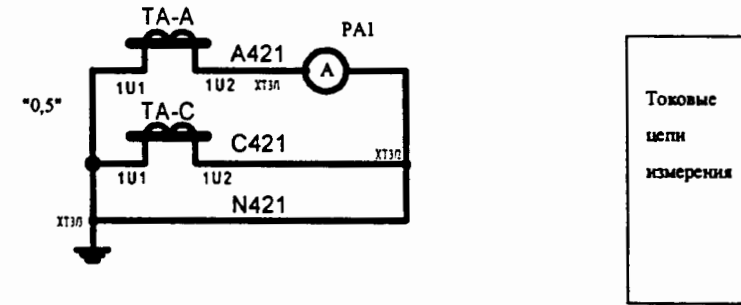 TA-A
PA1
A421
A
1U1
1U2
XT3/1
"0,5"
TA-C
C421
XT3/2
1U1
1U2
N421
XT3/3
Токовые
цепи
измерения